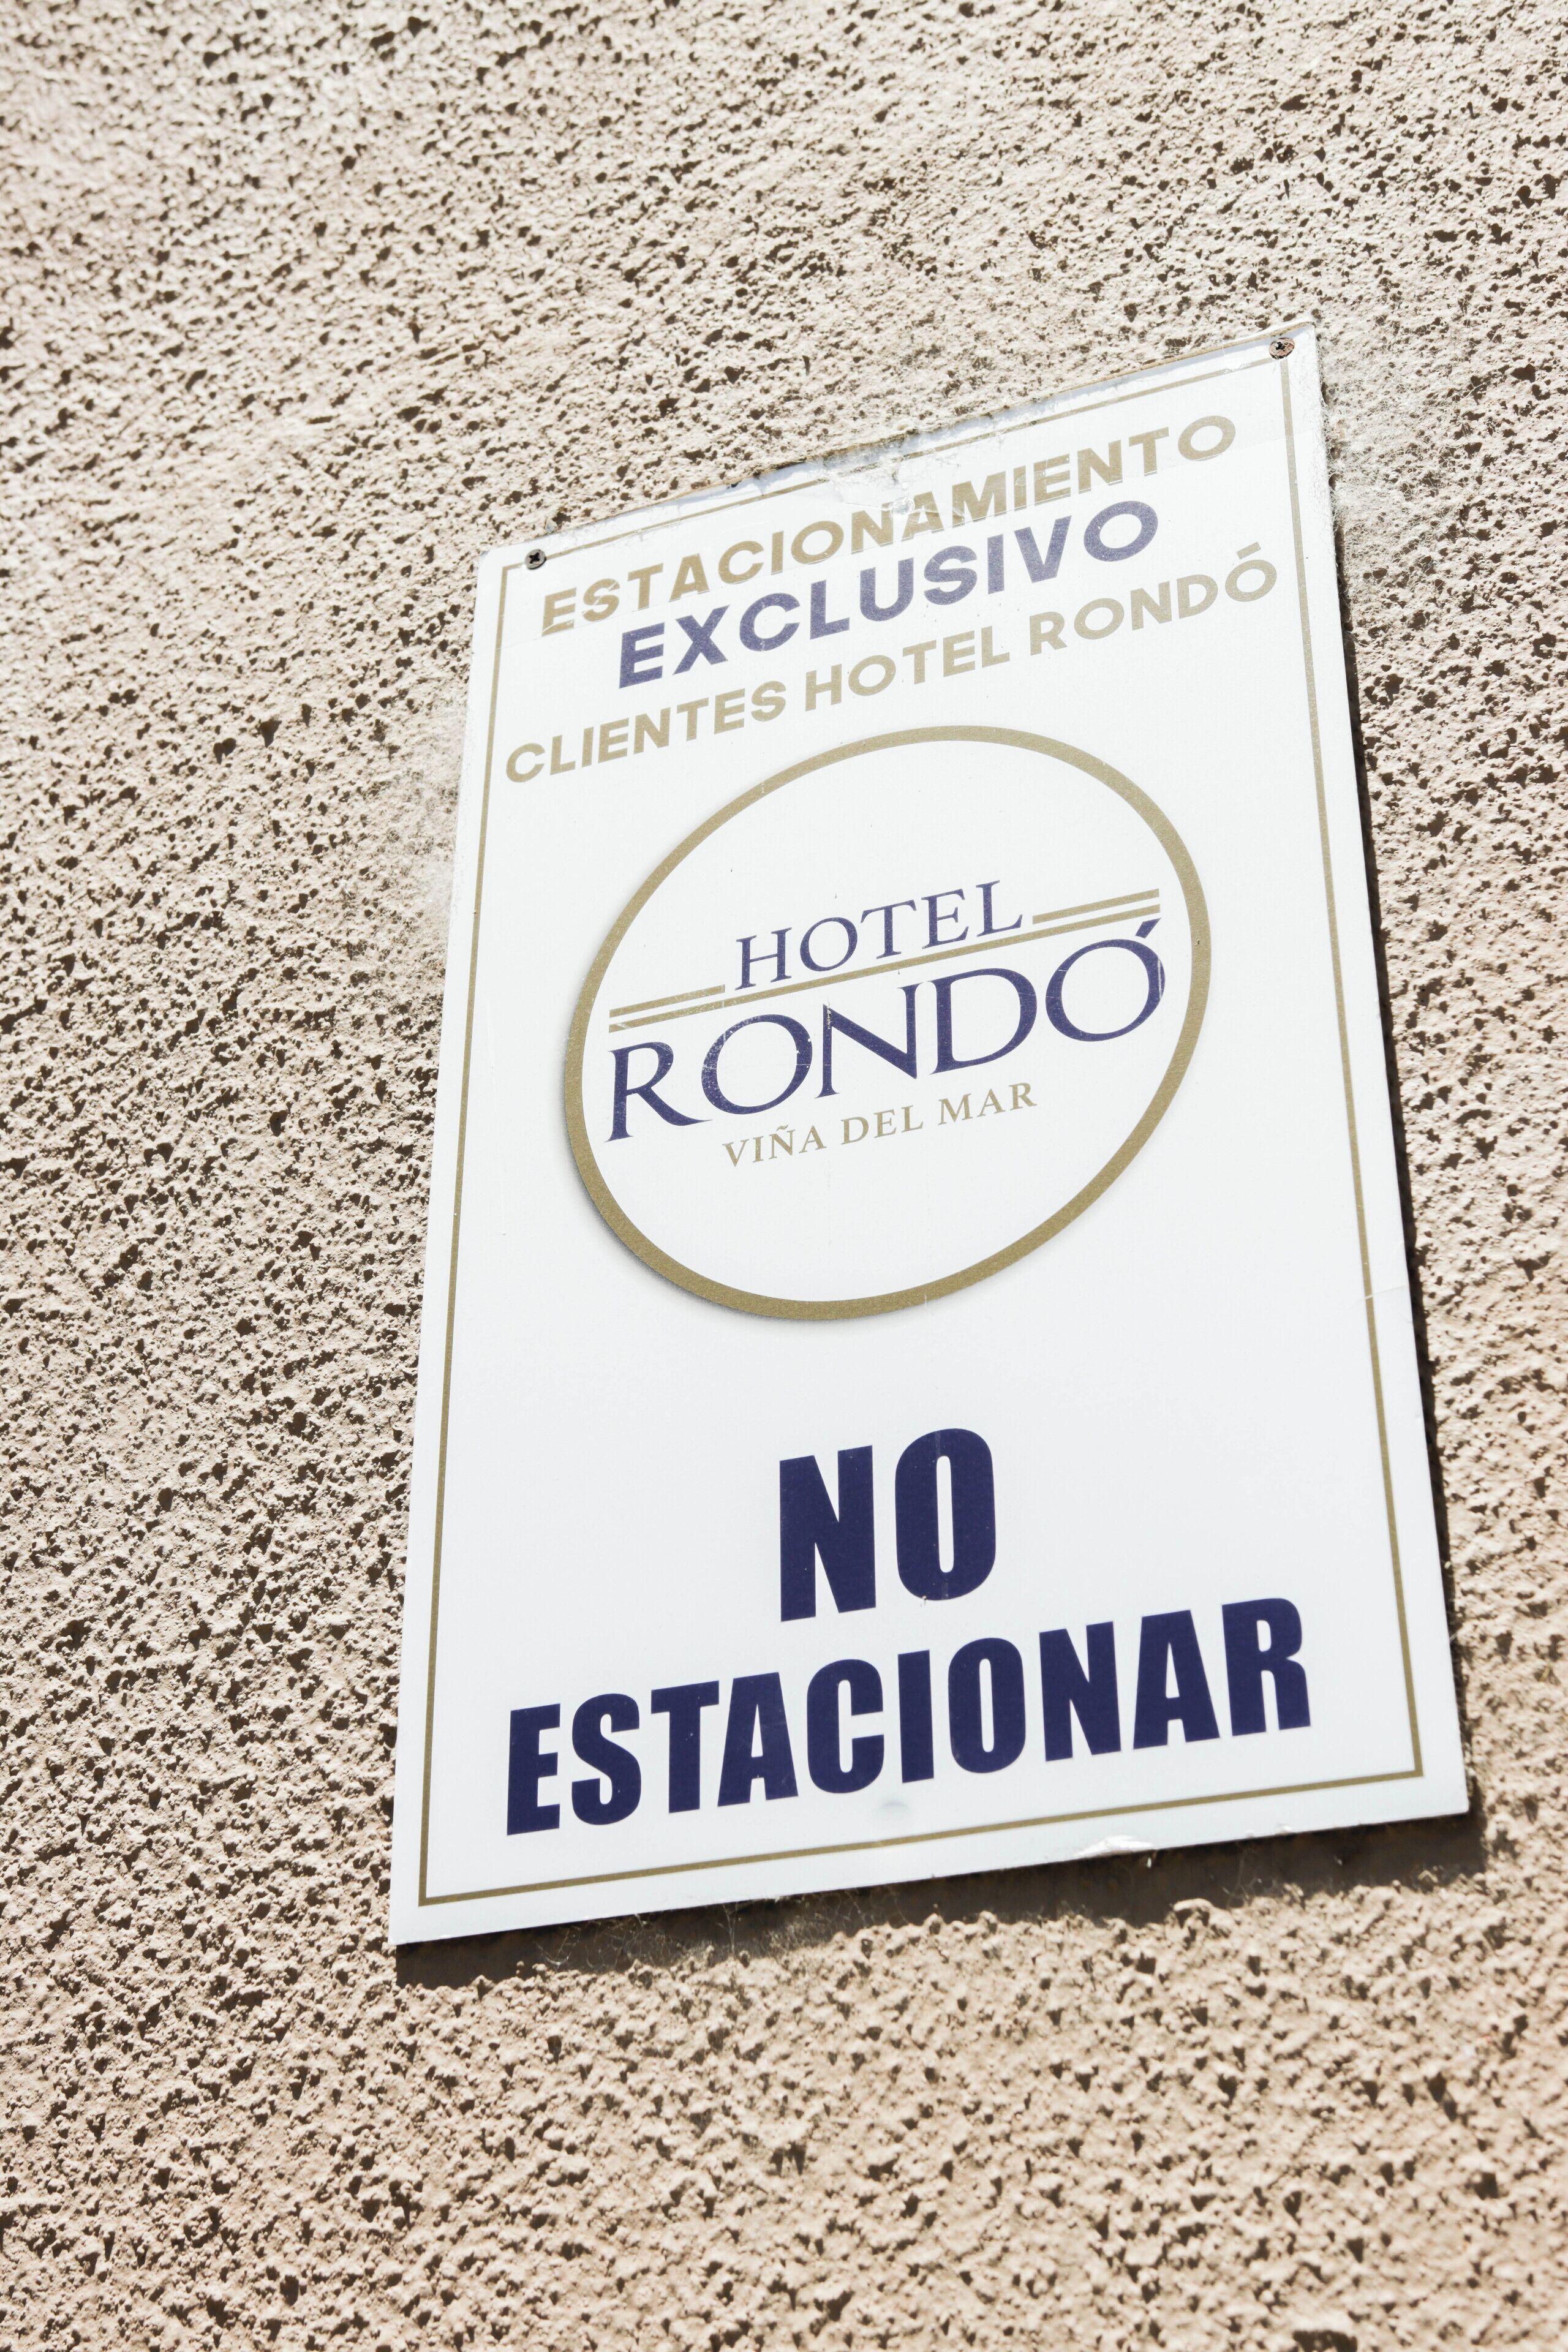 ESTACIONAMIENTO
EXCLUSIVO
CLIENTES HOTEL RONDÓ
HOTEL
RONDÓ
VIÑA DEL MAR
NO
ESTACIONAR